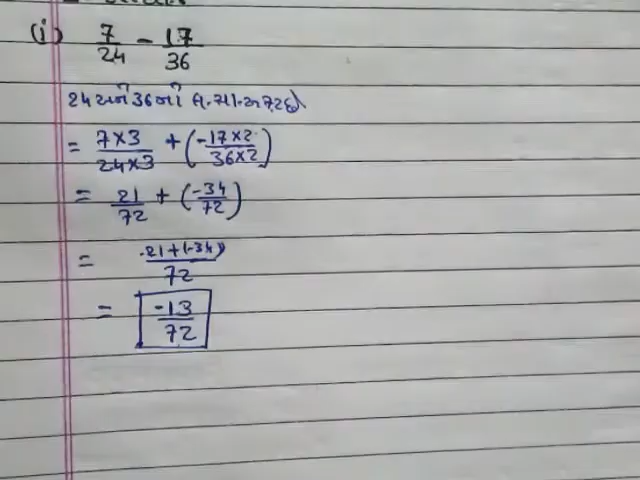 (i) 7/24 - 17/36
24 અને 36 નો લ.સા.અ 72 છે
= 7×3/24×3 + (-17×2/36×2)
= 21/72 + (-34/72)
= 21+(-34)/72
= -13/72